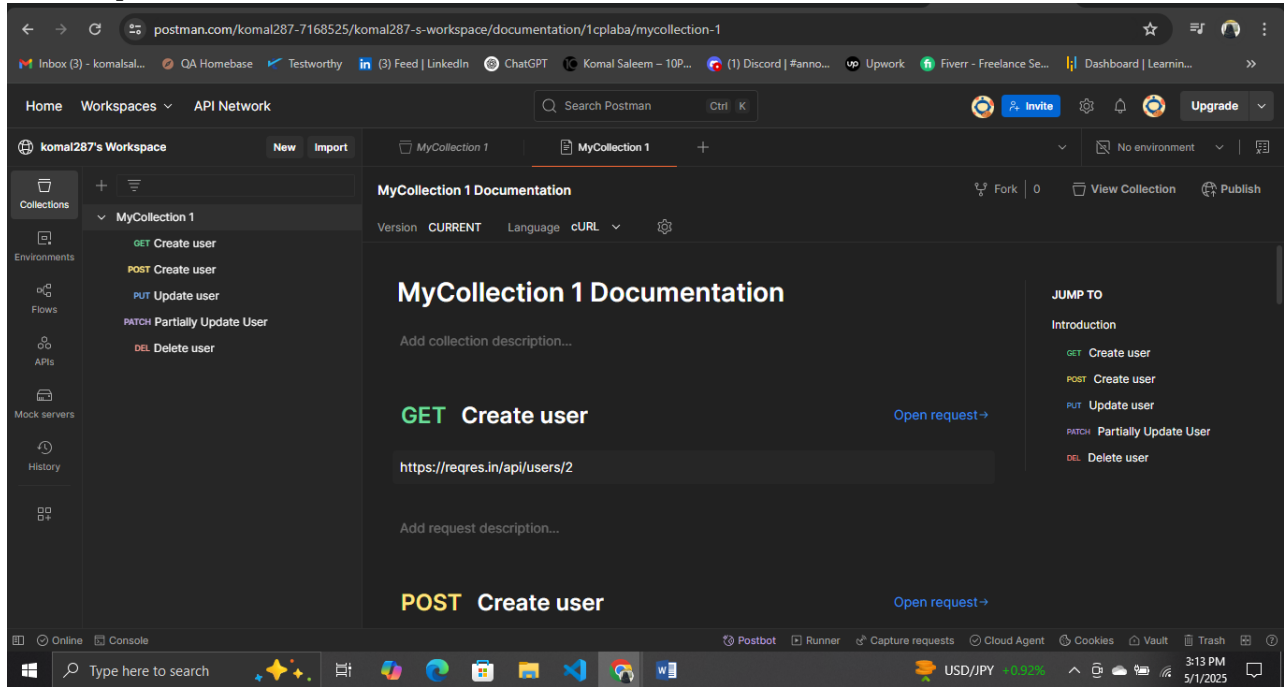 postman.com/komal287-7168525/komal287-s-workspace/documentation/1cplaba/mycollection-1
Inbox (3) - komalsal... QA Homebase Testworthy (3) Feed | LinkedIn ChatGPT Komal Saleem – 10P... (1) Discord | #anno... Upwork Fiverr - Freelance Se... Dashboard | Learnin... »
Home Workspaces API Network Search Postman Ctrl K Invite Upgrade
komal287's Workspace New Import MyCollection 1 MyCollection 1 + No environment
Collections
Environments
Flows
APIs
Mock servers
History
MyCollection 1
GET Create user
POST Create user
PUT Update user
PATCH Partially Update User
DEL Delete user
MyCollection 1 Documentation Fork 0 View Collection Publish
Version CURRENT Language cURL
MyCollection 1 Documentation
Add collection description...
GET Create user Open request→
https://reqres.in/api/users/2
Add request description...
POST Create user Open request→
JUMP TO
Introduction
GET Create user
POST Create user
PUT Update user
PATCH Partially Update User
DEL Delete user
Online Console Postbot Runner Capture requests Cloud Agent Cookies Vault Trash
Type here to search USD/JPY +0.92% 3:13 PM
5/1/2025